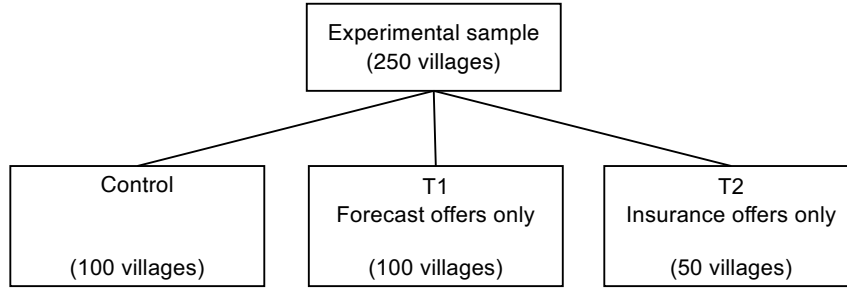 Experimental sample
(250 villages)
Control
(100 villages)
T1
Forecast offers only
(100 villages)
T2
Insurance offers only
(50 villages)